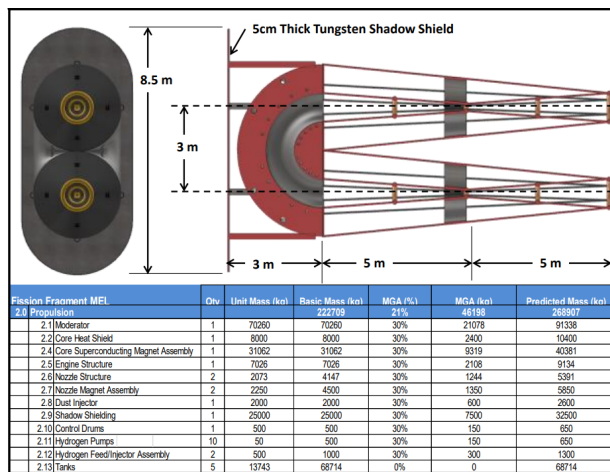 5cm Thick Tungsten Shadow Shield
8.5 m
3 m
3 m 5 m 5 m
Fission Fragment MEL Qty Unit Mass (kg) Basic Mass (kg) MGA (%) MGA (kg) Predicted Mass (kg)
2.0 Propulsion 222709 21% 46198 268907
2.1 Moderator 1 70260 70260 30% 21078 91338
2.2 Core Heat Shield 1 8000 8000 30% 2400 10400
2.4 Core Superconducting Magnet Assembly 1 31062 31062 30% 9319 40381
2.5 Engine Structure 1 7026 7026 30% 2108 9134
2.6 Nozzle Structure 2 2073 4147 30% 1244 5391
2.7 Nozzle Magnet Assembly 2 2250 4500 30% 1350 5850
2.8 Dust Injector 1 2000 2000 30% 600 2600
2.9 Shadow Shielding 1 25000 25000 30% 7500 32500
2.10 Control Drums 1 500 500 30% 150 650
2.11 Hydrogen Pumps 10 50 500 30% 150 650
2.12 Hydrogen Feed/Injector Assembly 2 500 1000 30% 300 1300
2.13 Tanks 5 13743 68714 0% 0 68714